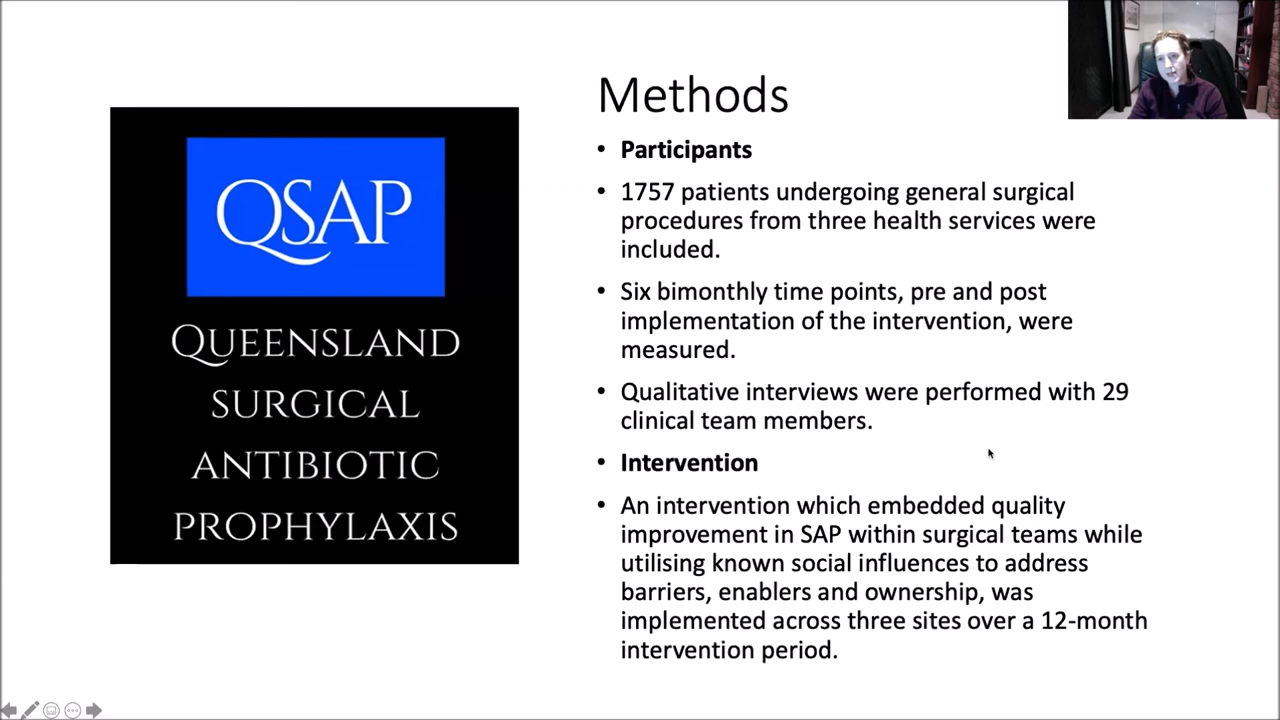 QSAP
QUEENSLAND
SURGICAL
ANTIBIOTIC
PROPHYLAXIS
Methods
• Participants
• 1757 patients undergoing general surgical
procedures from three health services were
included.
• Six bimonthly time points, pre and post
implementation of the intervention, were
measured.
• Qualitative interviews were performed with 29
clinical team members.
• Intervention
• An intervention which embedded quality
improvement in SAP within surgical teams while
utilising known social influences to address
barriers, enablers and ownership, was
implemented across three sites over a 12-month
intervention period.